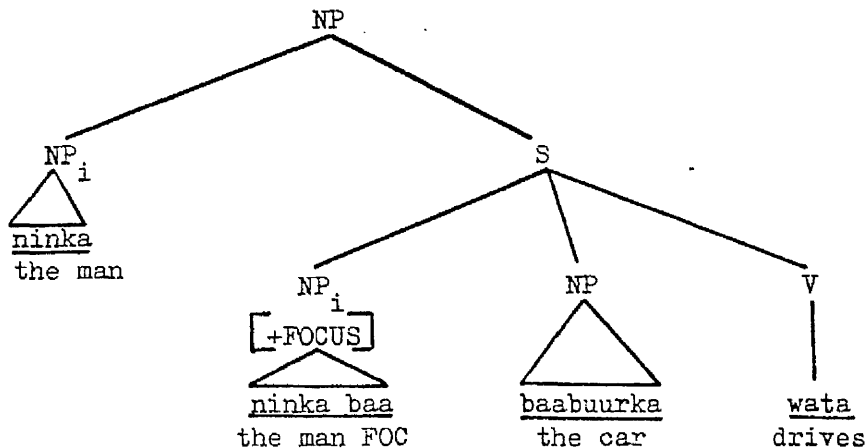 NP
NPi
S
ninka
the man
NPi
NP
V
[+FOCUS]
ninka baa
baabuurka
wata
the man FOC
the car
drives